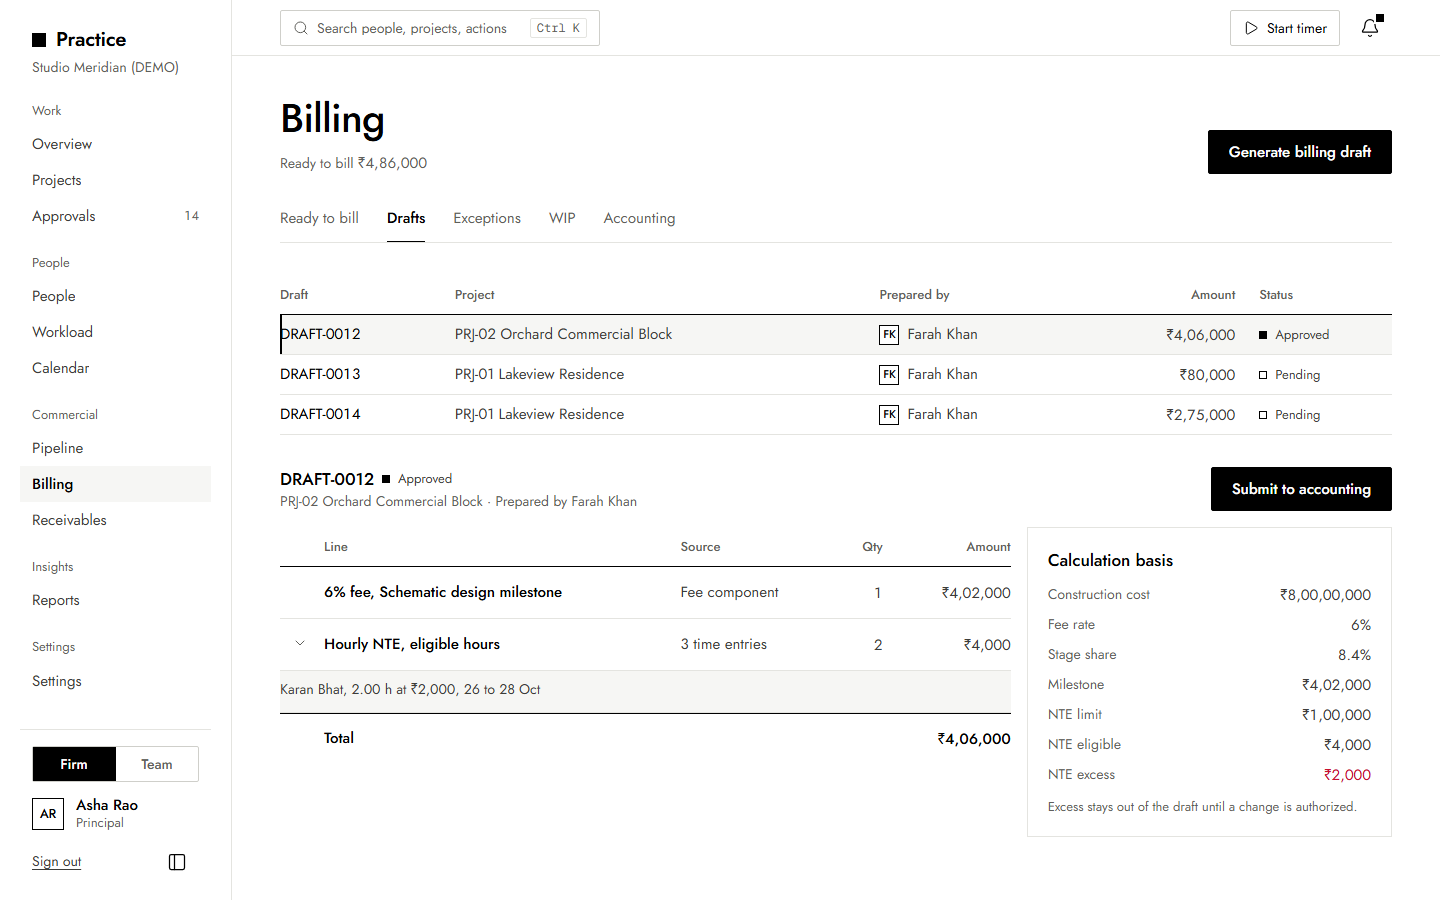 Practice
Studio Meridian (DEMO)
Work
Overview
Projects
Approvals 14
People
People
Workload
Calendar
Commercial
Pipeline
Billing
Receivables
Insights
Reports
Settings
Settings
Firm Team
AR Asha Rao
Principal
Sign out
Search people, projects, actions Ctrl K
Start timer
Billing
Ready to bill ₹4,86,000
Generate billing draft
Ready to bill Drafts Exceptions WIP Accounting
Draft Project Prepared by Amount Status
DRAFT-0012 PRJ-02 Orchard Commercial Block FK Farah Khan ₹4,06,000 Approved
DRAFT-0013 PRJ-01 Lakeview Residence FK Farah Khan ₹80,000 Pending
DRAFT-0014 PRJ-01 Lakeview Residence FK Farah Khan ₹2,75,000 Pending
DRAFT-0012 Approved
PRJ-02 Orchard Commercial Block · Prepared by Farah Khan
Submit to accounting
Line Source Qty Amount
6% fee, Schematic design milestone Fee component 1 ₹4,02,000
Hourly NTE, eligible hours 3 time entries 2 ₹4,000
Karan Bhat, 2.00 h at ₹2,000, 26 to 28 Oct
Total ₹4,06,000
Calculation basis
Construction cost ₹8,00,00,000
Fee rate 6%
Stage share 8.4%
Milestone ₹4,02,000
NTE limit ₹1,00,000
NTE eligible ₹4,000
NTE excess ₹2,000
Excess stays out of the draft until a change is authorized.